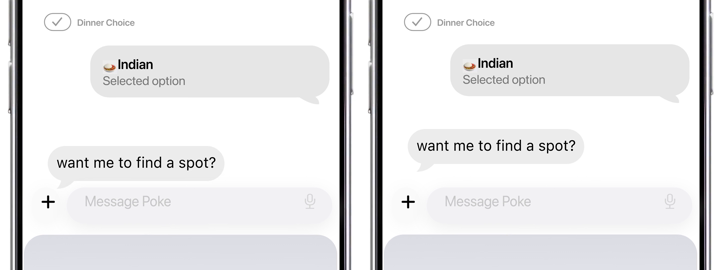 Dinner Choice
Indian
Selected option
want me to find a spot?
Message Poke
Dinner Choice
Indian
Selected option
want me to find a spot?
Message Poke